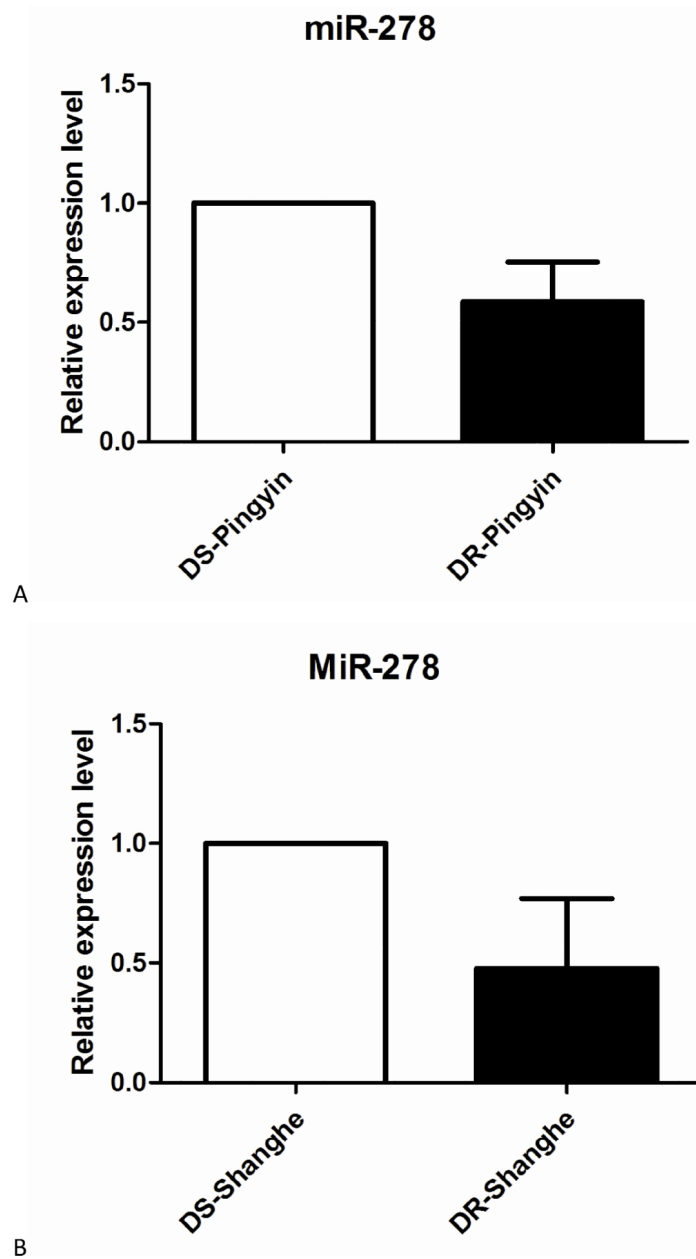 miR-278
1.5
1.0
0.5
0.0
Relative expression level
DS-Pingyin
DR-Pingyin
A
MiR-278
1.5
1.0
0.5
0.0
Relative expression level
DS-Shanghe
DR-Shanghe
B